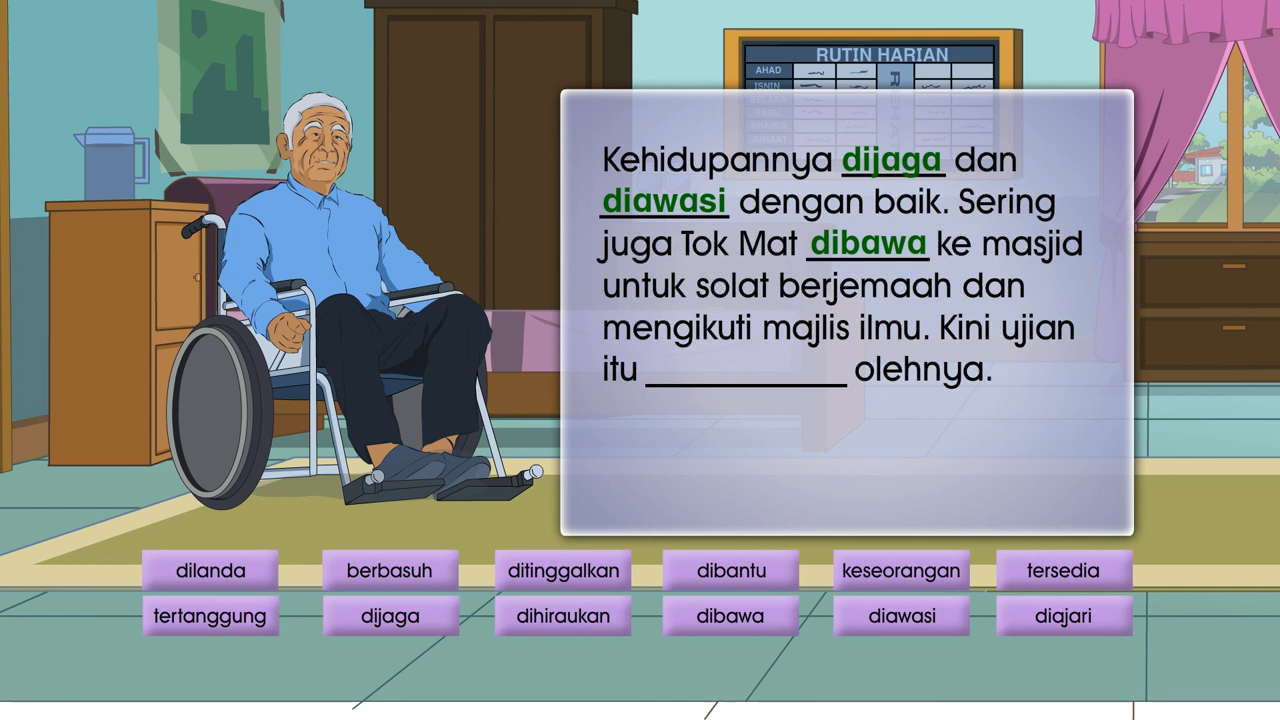 RUTIN HARIAN
AHAD
ISNIN
Kehidupannya dijaga dan
diawasi dengan baik. Sering
juga Tok Mat dibawa ke masjid
untuk solat berjemaah dan
mengikuti majlis ilmu. Kini ujian
itu ____________ olehnya.
dilanda berbasuh ditinggalkan dibantu keseorangan tersedia
tertanggung dijaga dihiraukan dibawa diawasi diajari